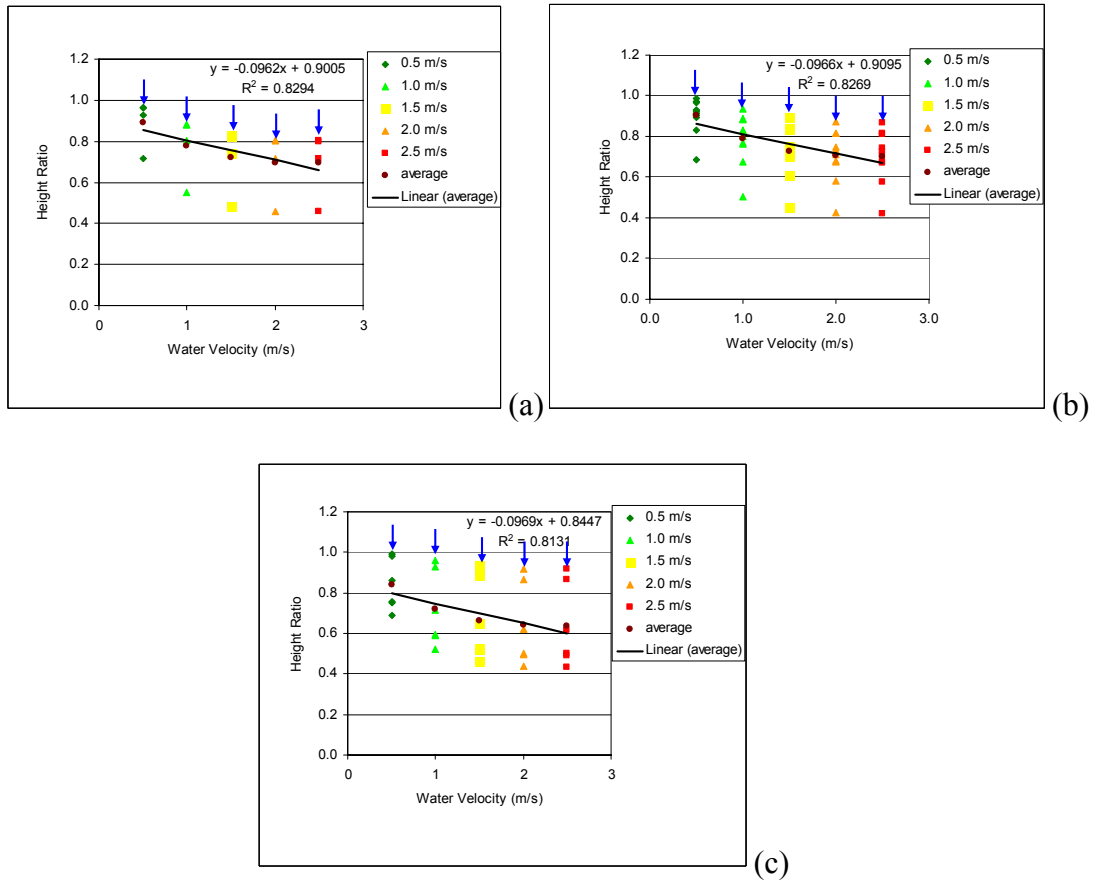 y = -0.0962x + 0.9005
R² = 0.8294
1.2
1.0
0.8
0.6
0.4
0.2
0.0
Height Ratio
0
1
2
3
Water Velocity (m/s)
0.5 m/s
1.0 m/s
1.5 m/s
2.0 m/s
2.5 m/s
average
Linear (average)
(a)
y = -0.0966x + 0.9095
R² = 0.8269
1.2
1.0
0.8
0.6
0.4
0.2
0.0
Height Ratio
0.0
1.0
2.0
3.0
Water Velocity (m/s)
0.5 m/s
1.0 m/s
1.5 m/s
2.0 m/s
2.5 m/s
average
Linear (average)
(b)
y = -0.0969x + 0.8447
R² = 0.8131
1.2
1.0
0.8
0.6
0.4
0.2
0.0
Height Ratio
0
1
2
3
Water Velocity (m/s)
0.5 m/s
1.0 m/s
1.5 m/s
2.0 m/s
2.5 m/s
average
Linear (average)
(c)